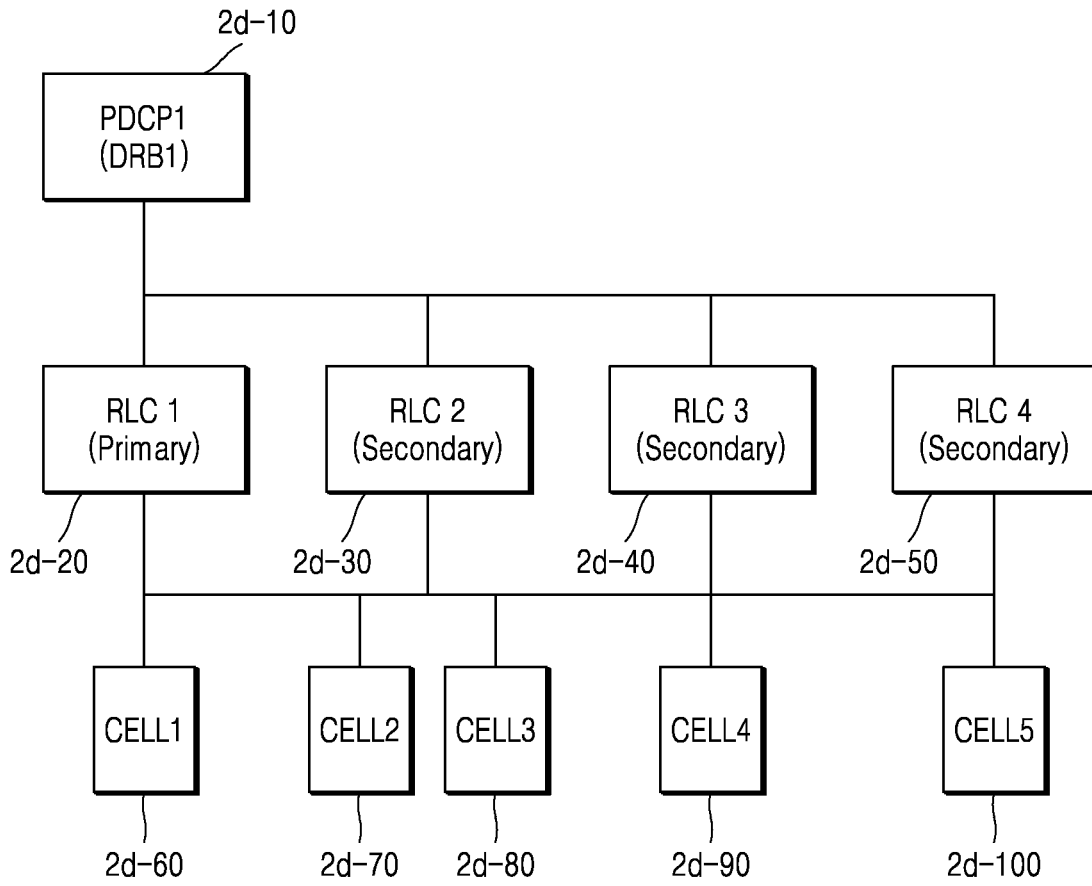 2d-10
PDCP1
(DRB1)
RLC 1
(Primary)
RLC 2
(Secondary)
RLC 3
(Secondary)
RLC 4
(Secondary)
2d-20
2d-30
2d-40
2d-50
CELL1
CELL2
CELL3
CELL4
CELL5
2d-60
2d-70
2d-80
2d-90
2d-100